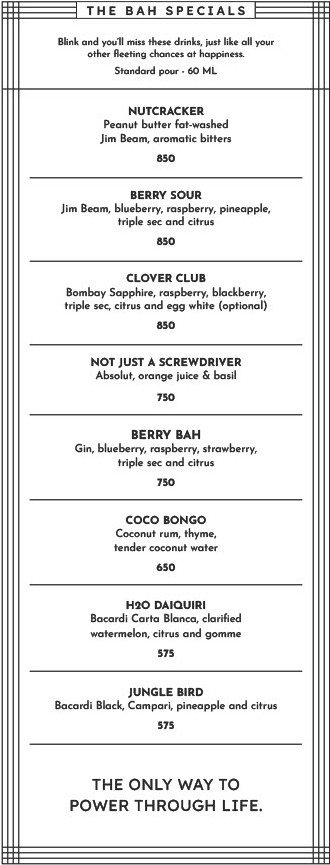 THE BAH SPECIALS
Blink and you'll miss these drinks, just like all your
other fleeting chances at happiness.
Standard pour - 60 ML
NUTCRACKER
Peanut butter fat-washed
Jim Beam, aromatic bitters
850
BERRY SOUR
Jim Beam, blueberry, raspberry, pineapple,
triple sec and citrus
850
CLOVER CLUB
Bombay Sapphire, raspberry, blackberry,
triple sec, citrus and egg white (optional)
850
NOT JUST A SCREWDRIVER
Absolut, orange juice & basil
750
BERRY BAH
Gin, blueberry, raspberry, strawberry,
triple sec and citrus
750
COCO BONGO
Coconut rum, thyme,
tender coconut water
650
H2O DAIQUIRI
Bacardi Carta Blanca, clarified
watermelon, citrus and gomme
575
JUNGLE BIRD
Bacardi Black, Campari, pineapple and citrus
575
THE ONLY WAY TO
POWER THROUGH LIFE.